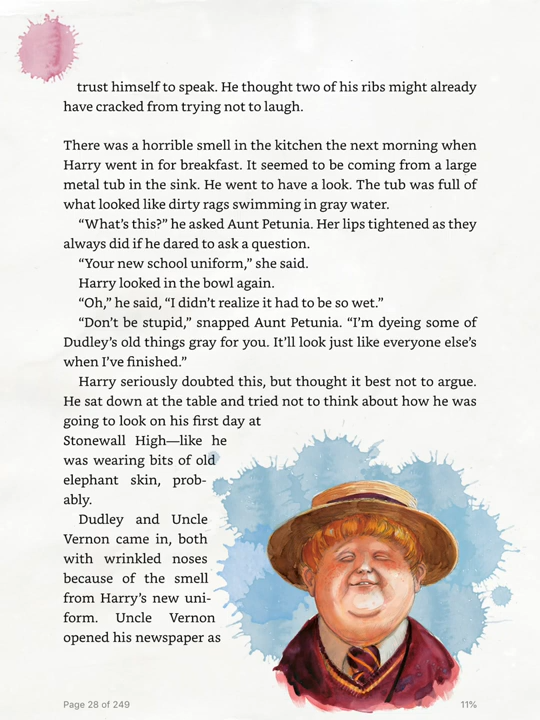 trust himself to speak. He thought two of his ribs might already
have cracked from trying not to laugh.
There was a horrible smell in the kitchen the next morning when
Harry went in for breakfast. It seemed to be coming from a large
metal tub in the sink. He went to have a look. The tub was full of
what looked like dirty rags swimming in gray water.
“What’s this?” he asked Aunt Petunia. Her lips tightened as they
always did if he dared to ask a question.
“Your new school uniform,” she said.
Harry looked in the bowl again.
“Oh,” he said, “I didn’t realize it had to be so wet.”
“Don’t be stupid,” snapped Aunt Petunia. “I’m dyeing some of
Dudley’s old things gray for you. It’ll look just like everyone else’s
when I’ve finished.”
Harry seriously doubted this, but thought it best not to argue.
He sat down at the table and tried not to think about how he was
going to look on his first day at
Stonewall High—like he
was wearing bits of old
elephant skin, prob-
ably.
Dudley and Uncle
Vernon came in, both
with wrinkled noses
because of the smell
from Harry’s new uni-
form. Uncle Vernon
opened his newspaper as
Page 28 of 249
11%